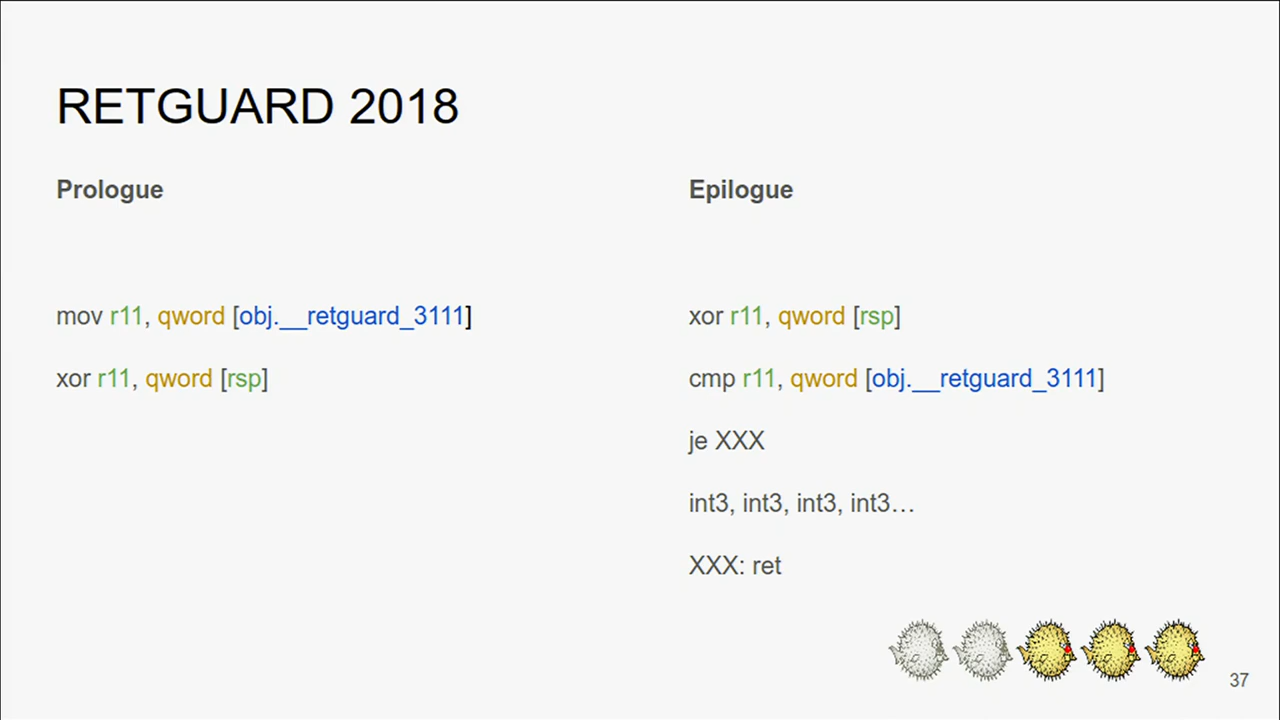 RETGUARD 2018
Prologue
mov r11, qword [obj.__retguard_3111]
xor r11, qword [rsp]
Epilogue
xor r11, qword [rsp]
cmp r11, qword [obj.__retguard_3111]
je XXX
int3, int3, int3, int3…
XXX: ret
37